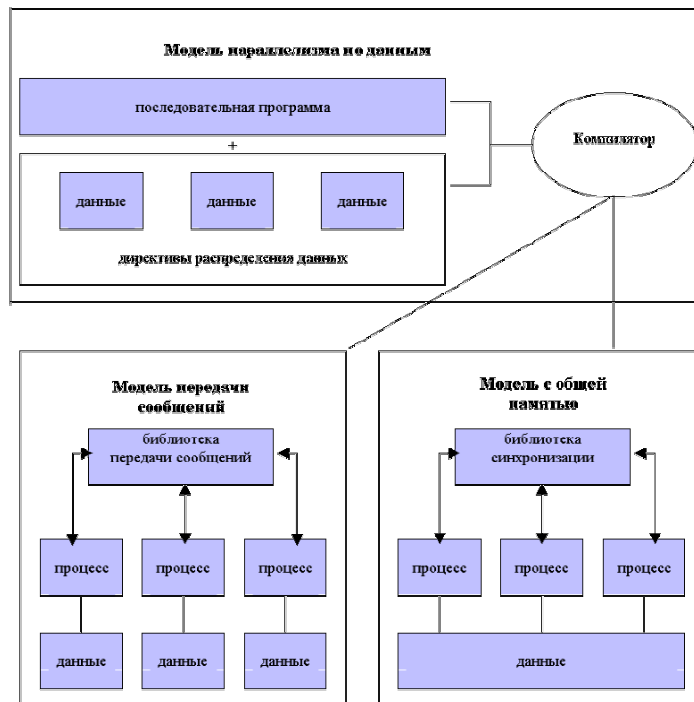 Модель параллелизма по данным
последовательная программа
+
Компилятор
данные данные данные
директивы распределения данных
Модель передачи
сообщений
библиотека
передачи сообщений
процесс процесс процесс
данные данные данные
Модель с общей
памятью
библиотека
синхронизации
процесс процесс процесс
данные